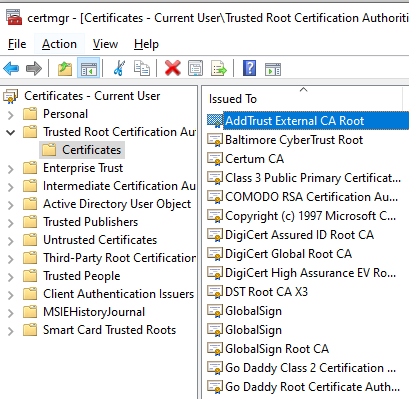 certmgr - [Certificates - Current User\Trusted Root Certification Authoriti
File Action View Help
Certificates - Current User
Personal
Trusted Root Certification Aut
Certificates
Enterprise Trust
Intermediate Certification Au
Active Directory User Object
Trusted Publishers
Untrusted Certificates
Third-Party Root Certification
Trusted People
Client Authentication Issuers
MSIEHistoryJournal
Smart Card Trusted Roots
Issued To
AddTrust External CA Root
Baltimore CyberTrust Root
Certum CA
Class 3 Public Primary Certificat...
COMODO RSA Certification Au...
Copyright (c) 1997 Microsoft C...
DigiCert Assured ID Root CA
DigiCert Global Root CA
DigiCert High Assurance EV Ro...
DST Root CA X3
GlobalSign
GlobalSign
GlobalSign Root CA
Go Daddy Class 2 Certification ...
Go Daddy Root Certificate Auth...